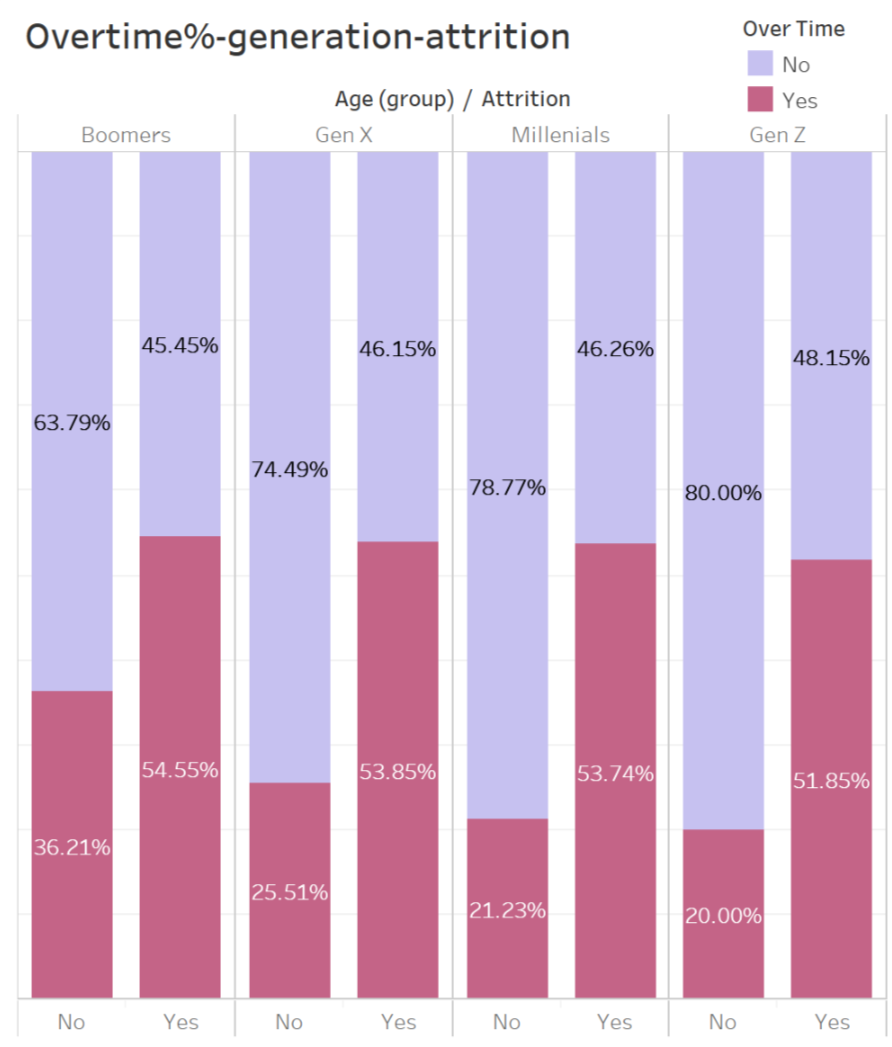 Overtime%-generation-attrition
Over Time
No
Yes
Age (group) / Attrition
Boomers Gen X Millenials Gen Z
45.45% 46.15% 46.26% 48.15%
63.79% 74.49% 78.77% 80.00%
54.55% 53.85% 53.74% 51.85%
36.21% 25.51% 21.23% 20.00%
No Yes No Yes No Yes No Yes